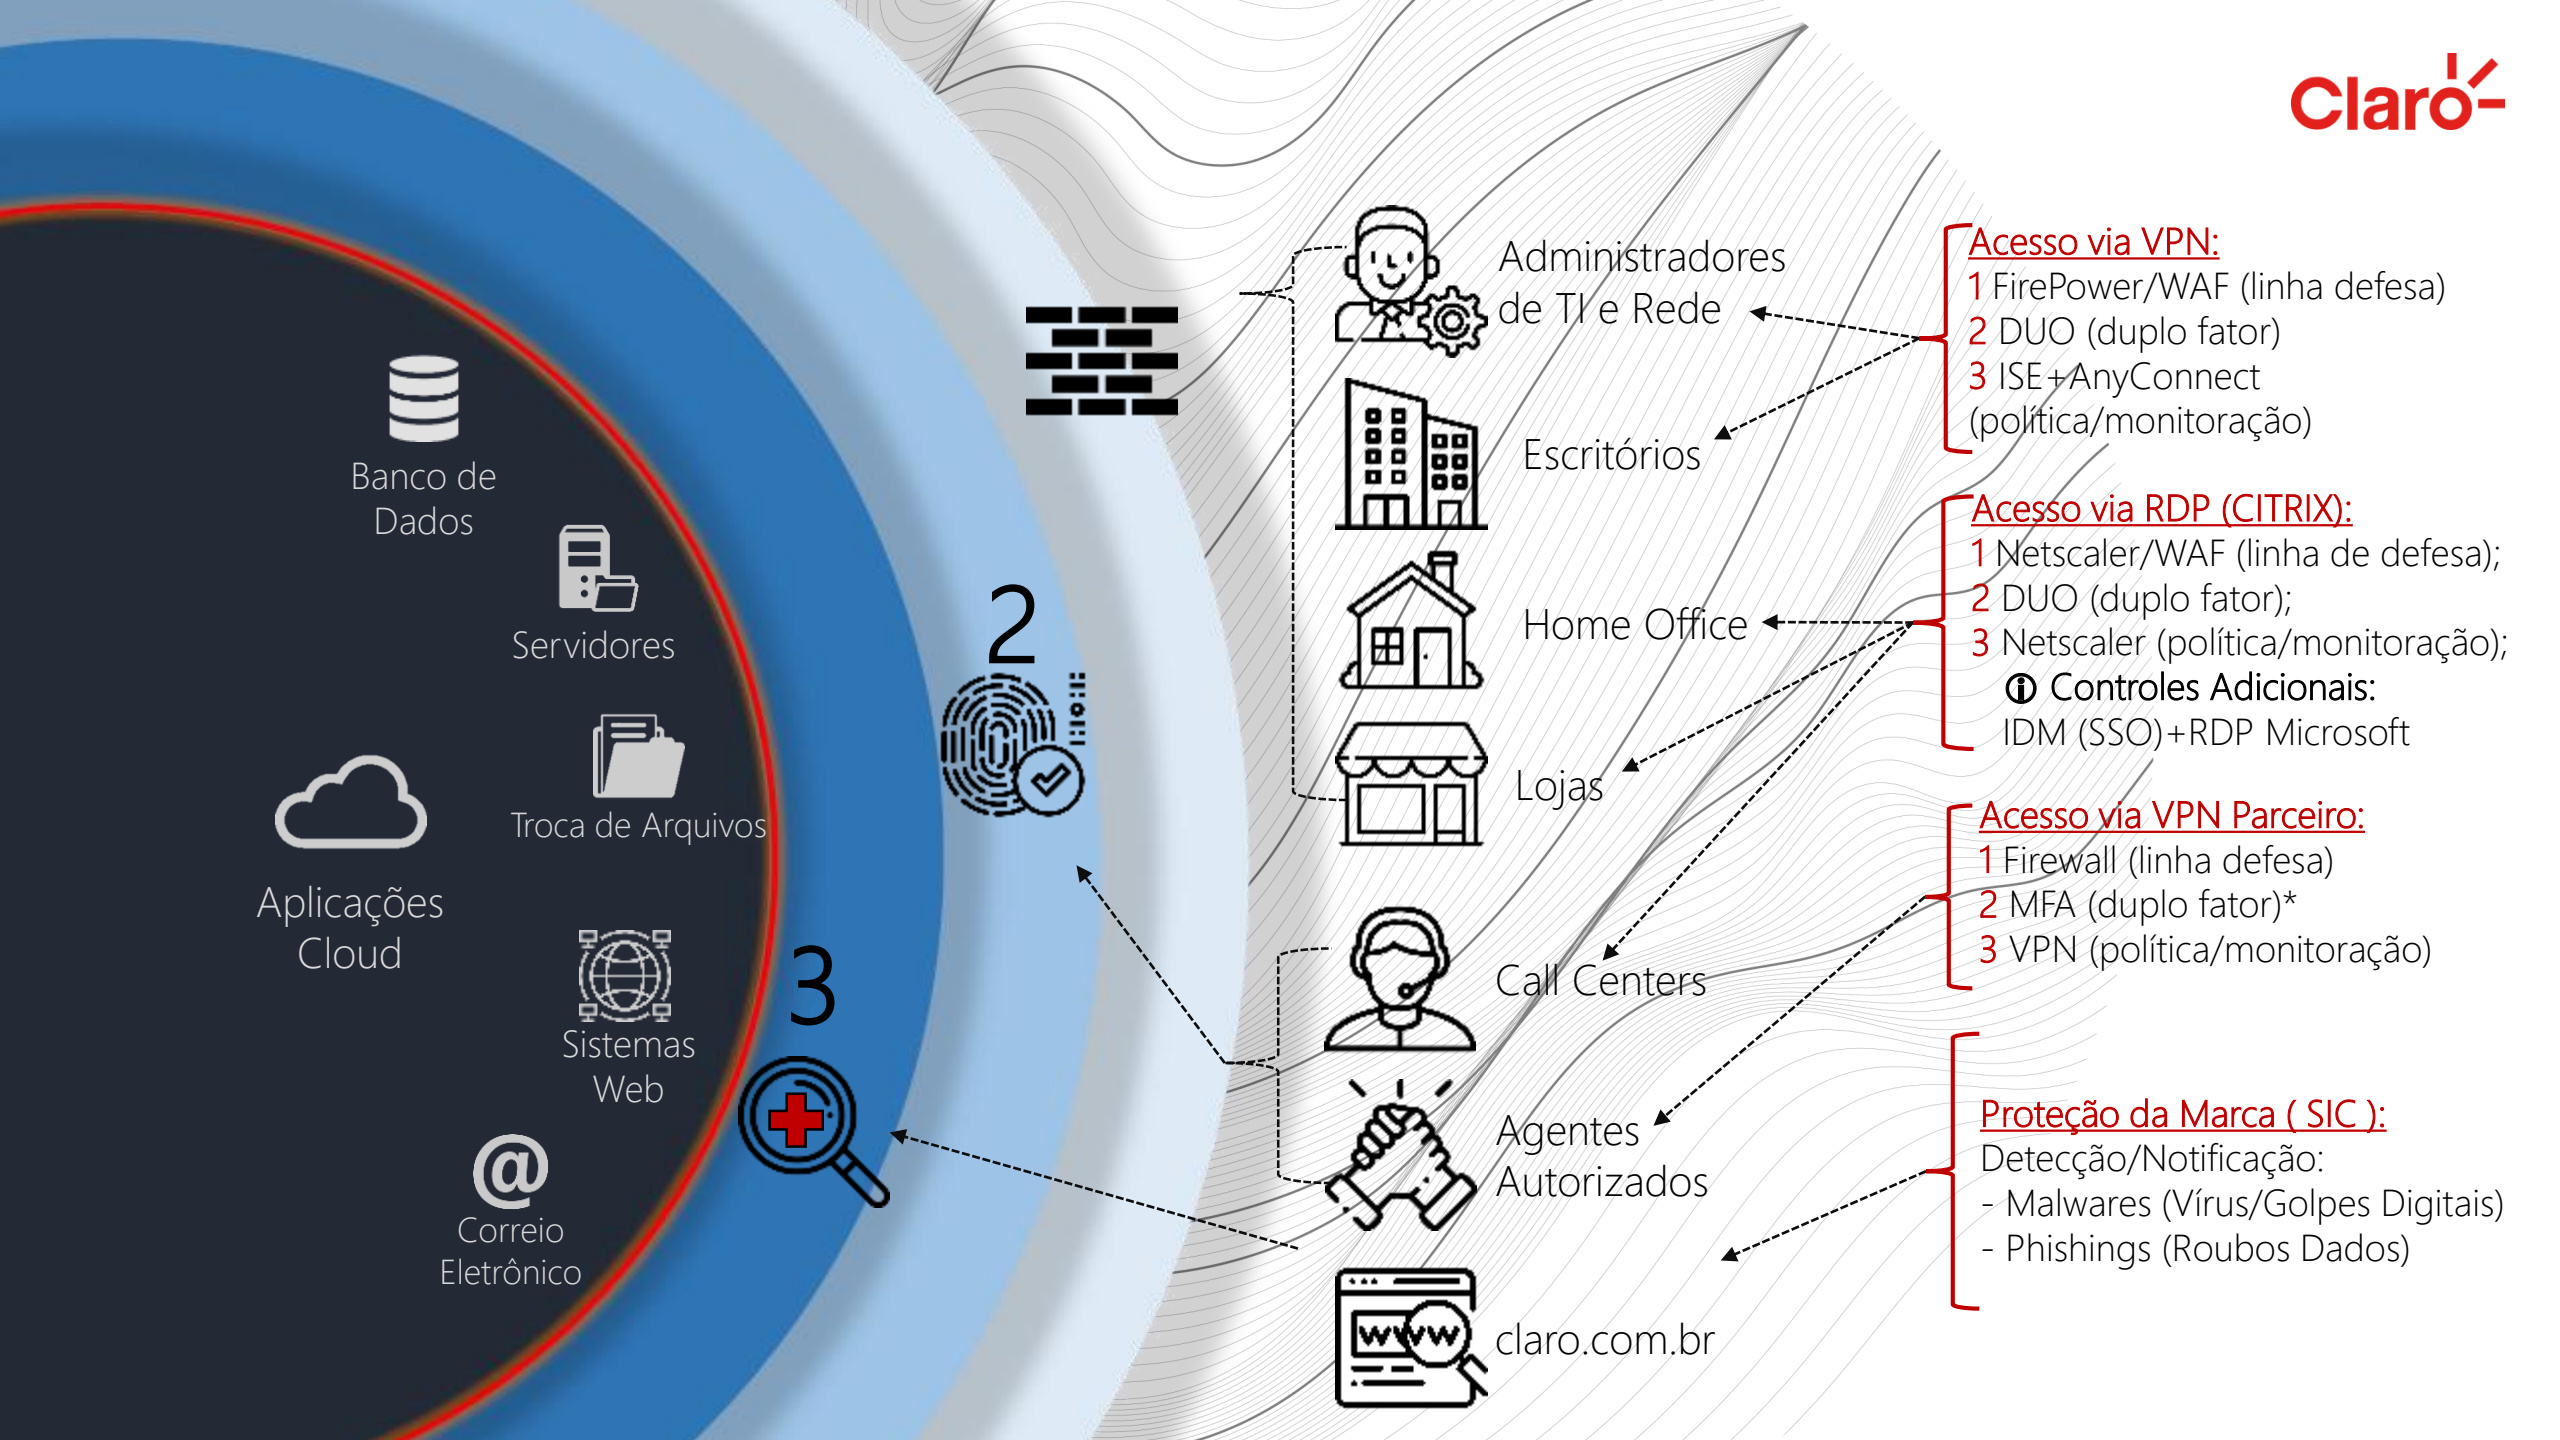 Claro
Banco de
Dados
Servidores
Troca de Arquivos
Aplicações
Cloud
Sistemas
Web
@
Correio
Eletrônico
2
3
Administradores
de TI e Rede
Escritórios
Home Office
Lojas
Call Centers
Agentes
Autorizados
www
claro.com.br
Acesso via VPN:
1 FirePower/WAF (linha defesa)
2 DUO (duplo fator)
3 ISE+AnyConnect
(política/monitoração)
Acesso via RDP (CITRIX):
1 Netscaler/WAF (linha de defesa);
2 DUO (duplo fator);
3 Netscaler (política/monitoração);
Controles Adicionais:
IDM (SSO)+RDP Microsoft
Acesso via VPN Parceiro:
1 Firewall (linha defesa)
2 MFA (duplo fator)*
3 VPN (política/monitoração)
Proteção da Marca ( SIC ):
Detecção/Notificação:
- Malwares (Vírus/Golpes Digitais)
- Phishings (Roubos Dados)